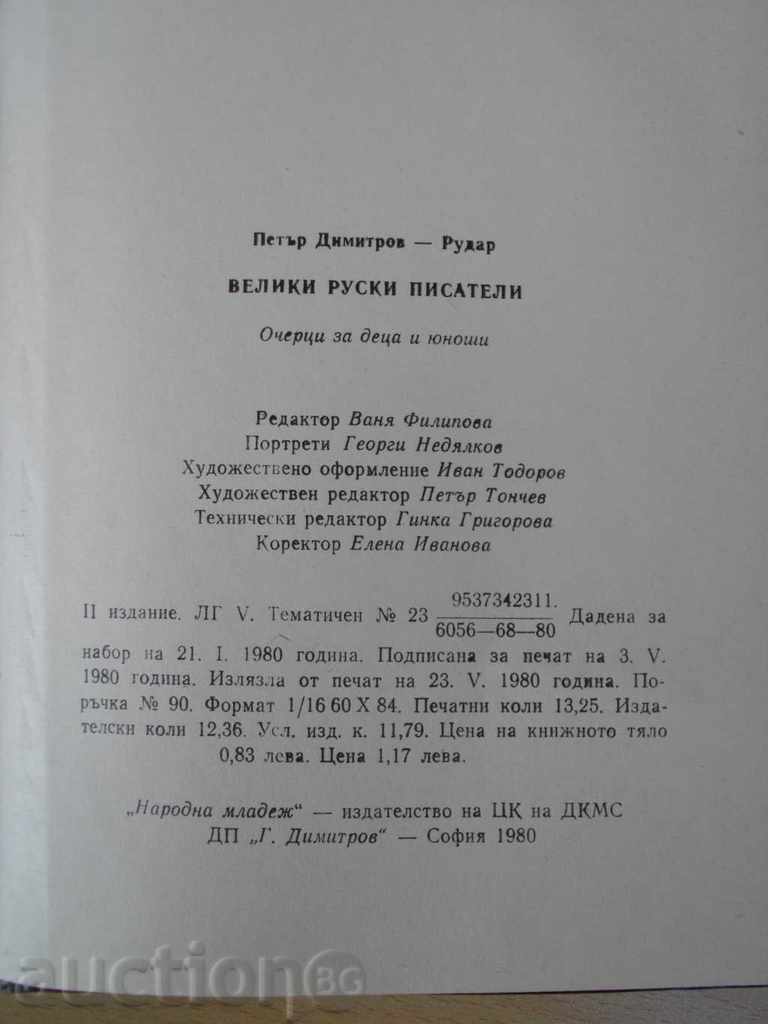 Петър Димитров — Рудар
ВЕЛИКИ РУСКИ ПИСАТЕЛИ
Очерци за деца и юноши
Редактор Ваня Филипова
Портрети Георги Недялков
Художествено оформление Иван Тодоров
Художествен редактор Петър Тончев
Технически редактор Гинка Григорова
Коректор Елена Иванова
II издание. ЛГ V. Тематичен № 23 9537342311. / 6056—68—80 Дадена за
набор на 21. I. 1980 година. Подписана за печат на 3. V.
1980 година. Излязла от печат на 23. V. 1980 година. По-
ръчка № 90. Формат 1/16 60 X 84. Печатни коли 13,25. Изда-
телски коли 12,36. Усл. изд. к. 11,79. Цена на книжното тяло
0,83 лева. Цена 1,17 лева.
„Народна младеж“ — издателство на ЦК на ДКМС
ДП „Г. Димитров“ — София 1980
auctionBG